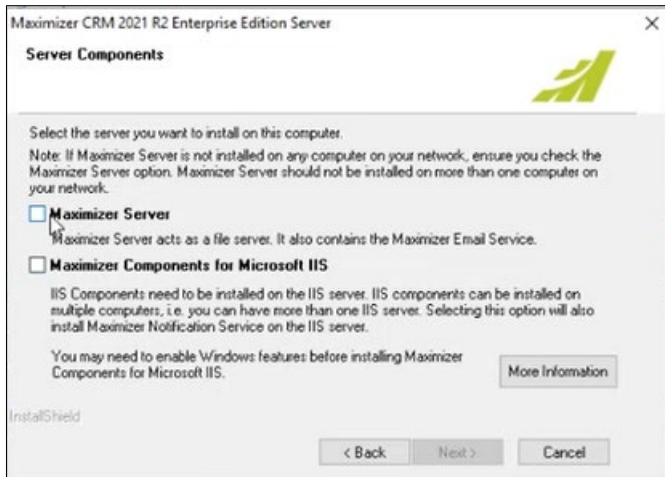 Maximizer CRM 2021 R2 Enterprise Edition Server
Server Components
Select the server you want to install on this computer.
Note: If Maximizer Server is not installed on any computer on your network, ensure you check the
Maximizer Server option. Maximizer Server should not be installed on more than one computer on
your network.
Maximizer Server
Maximizer Server acts as a file server. It also contains the Maximizer Email Service.
Maximizer Components for Microsoft IIS
IIS Components need to be installed on the IIS server. IIS components can be installed on
multiple computers, i.e. you can have more than one IIS server. Selecting this option will also
install Maximizer Notification Service on the IIS server.
You may need to enable Windows features before installing Maximizer
Components for Microsoft IIS.
More Information
InstallShield
< Back
Next >
Cancel